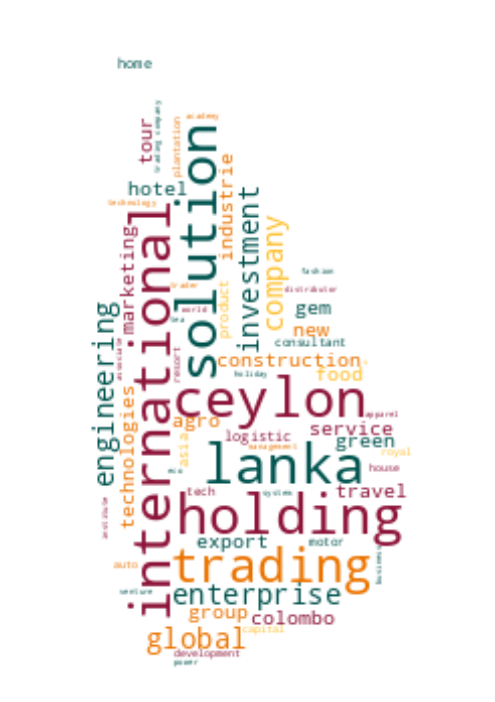 home
academy
trading company
tour
plantation
solution
hotel
industrie
technology
investment
international
company
marketing
fashion
trader
distributor
product
world
gem
tea
new
engineering
consultant
associate
resort
construction
holiday
food
ceylon
technologies
apparel
agro
service
logistic
green
asia
management
royal
lanka
eco
house
tech
system
travel
institute
holding
export
motor
business
trading
auto
venture
enterprise
group
colombo
capital
global
development
power